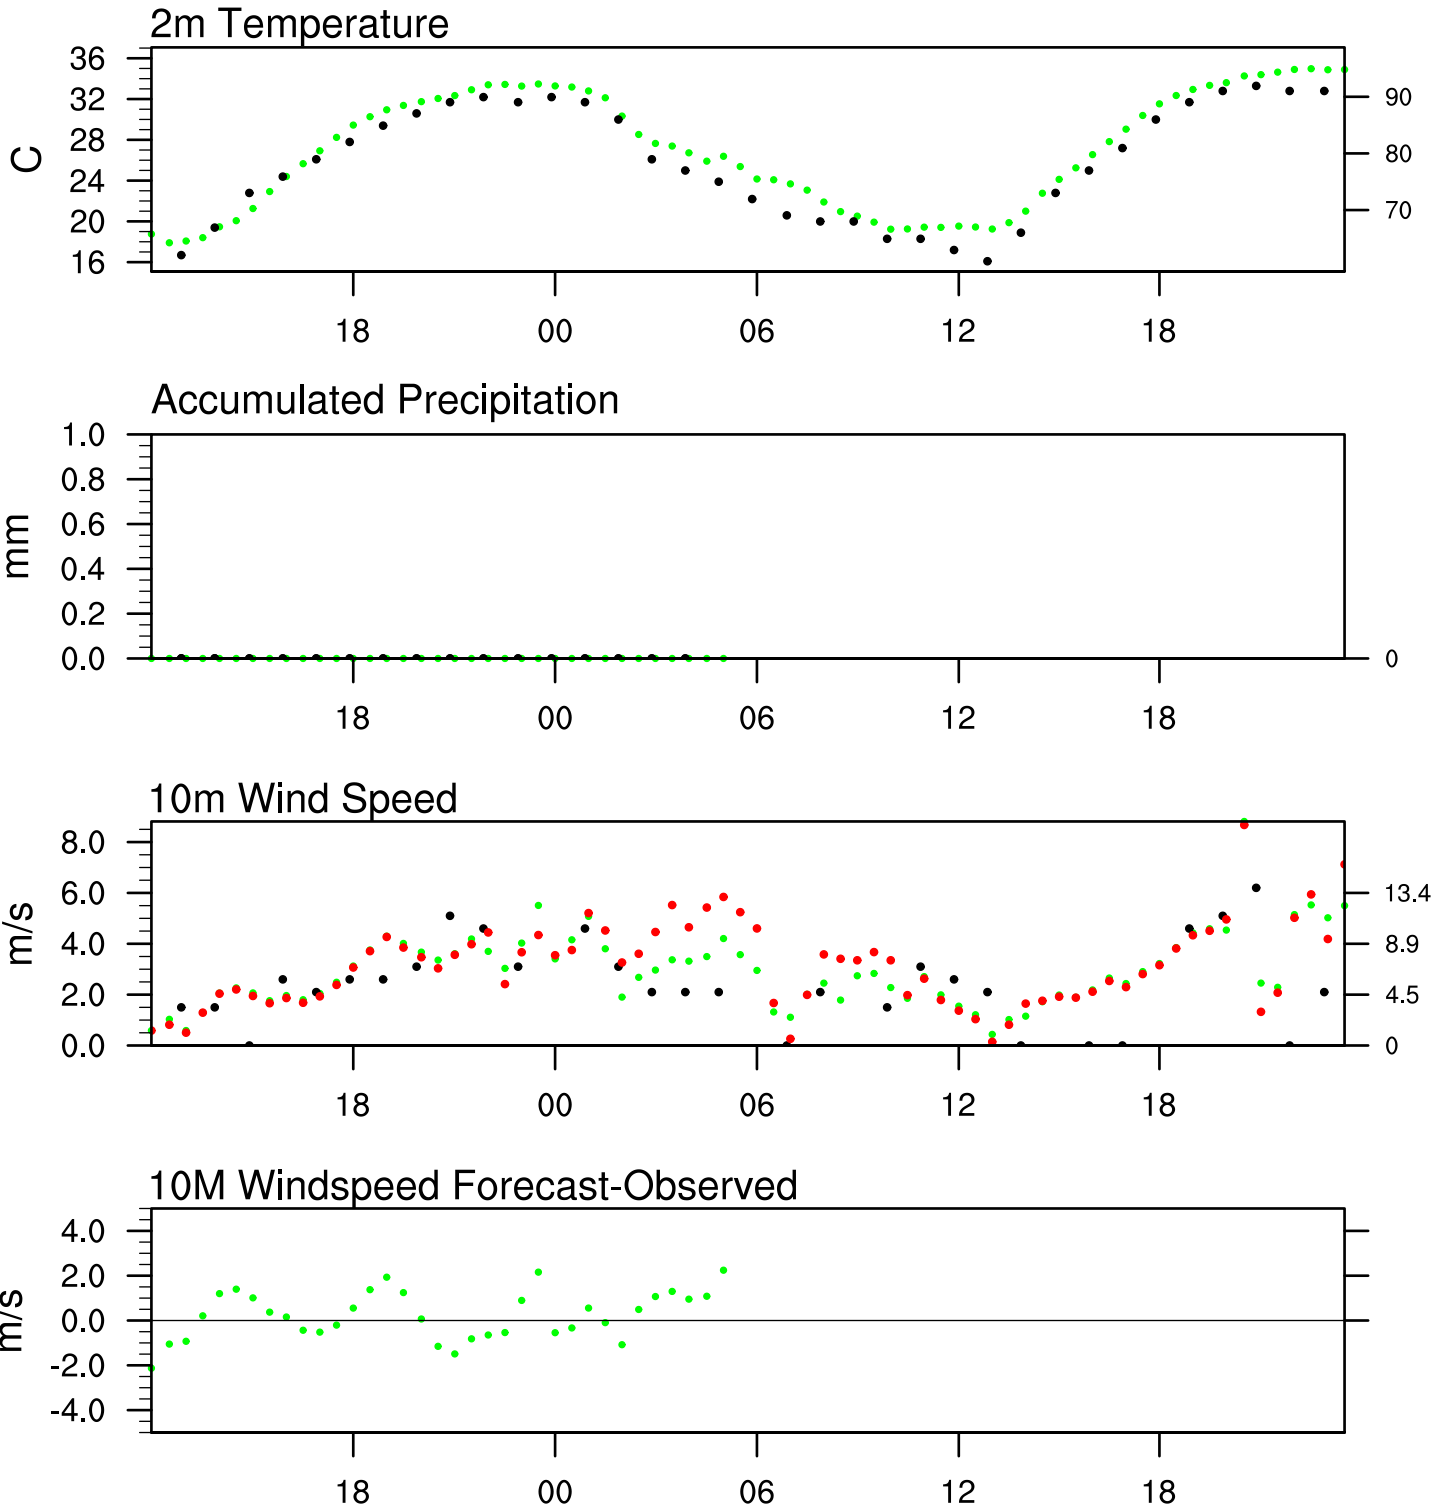 2m Temperature
36
32
28
24
20
16
C
90
80
70
18 00 06 12 18
Accumulated Precipitation
1.0
0.8
0.6
0.4
0.2
0.0
mm
0
18 00 06 12 18
10m Wind Speed
8.0
6.0
4.0
2.0
0.0
m/s
13.4
8.9
4.5
0
18 00 06 12 18
10M Windspeed Forecast-Observed
4.0
2.0
0.0
-2.0
-4.0
m/s
18 00 06 12 18